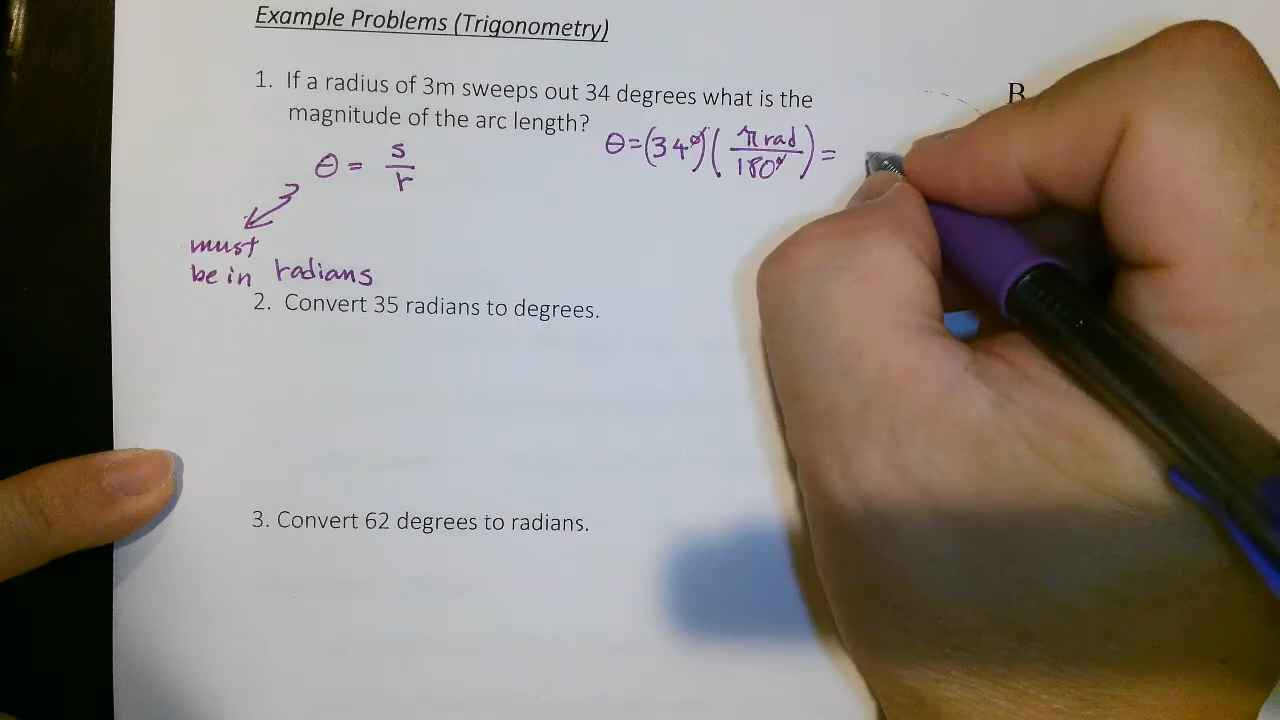 Example Problems (Trigonometry)
1. If a radius of 3m sweeps out 34 degrees what is the
magnitude of the arc length?
θ = s/r
θ=(34°)(π rad/180°)=
must
be in radians
2. Convert 35 radians to degrees.
3. Convert 62 degrees to radians.
B